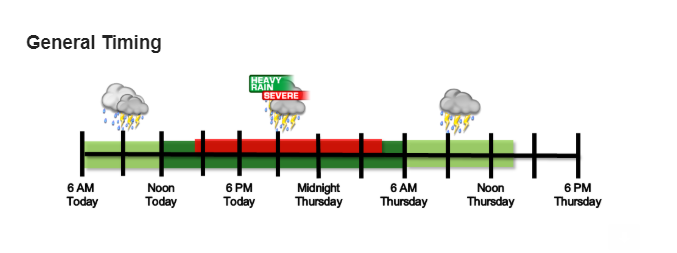 General Timing
HEAVY
RAIN
SEVERE
6 AM Noon 6 PM Midnight 6 AM Noon 6 PM
Today Today Today Thursday Thursday Thursday Thursday